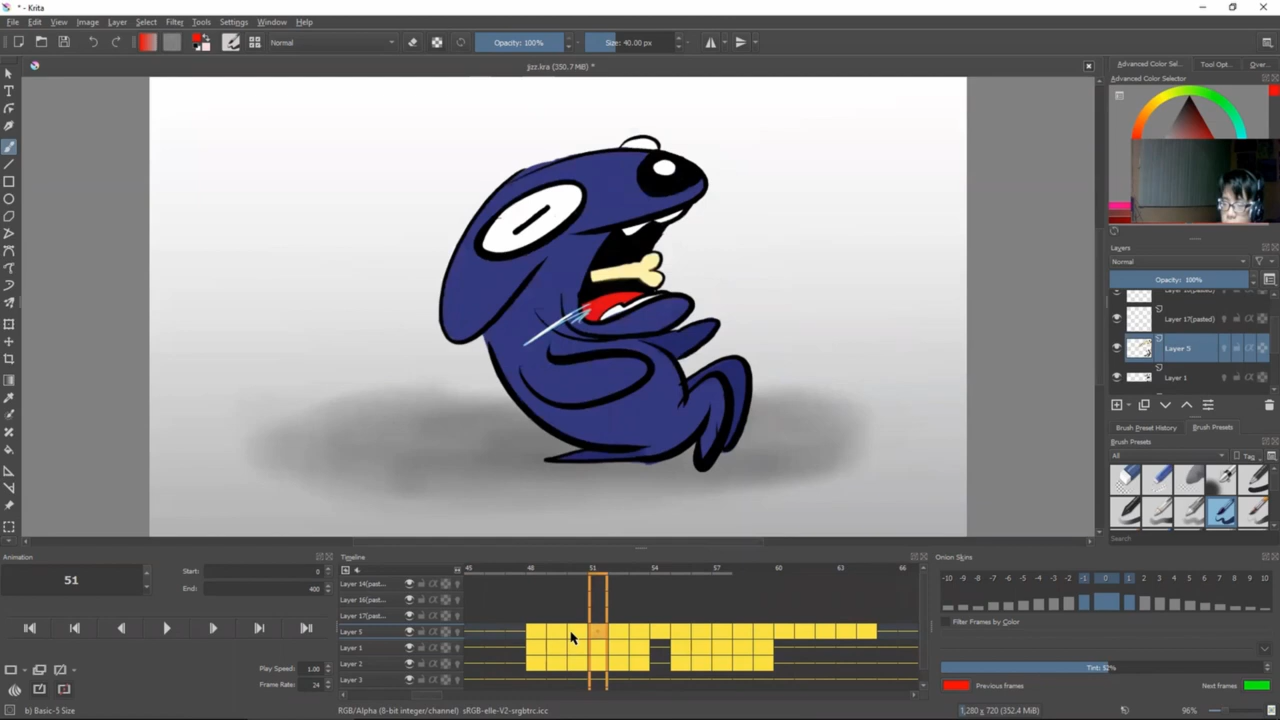 * - Krita
File Edit View Image Layer Select Filter Tools Settings Window Help
Normal Opacity: 100% Size: 40.00 px
jizz.kra (350.7 MiB) *
Advanced Color Sel... Tool Opt... Over...
Advanced Color Selector
Layers
Normal
Opacity: 100%
Layer 17(pasted)
Layer 5
Layer 1
Brush Preset History Brush Presets
Brush Presets
All Tag
Search
Animation
51
Start: 0
End: 400
Play Speed: 1.00
Frame Rate: 24
Timeline
45 48 51 54 57 60 63 66
Layer 14(past...
Layer 16(past...
Layer 17(past...
Layer 5
Layer 1
Layer 2
Layer 3
Onion Skins
-10 -9 -8 -7 -6 -5 -4 -3 -2 -1 0 1 2 3 4 5 6 7 8 9 10
Filter Frames by Color
Tint: 52%
Previous frames Next frames
b) Basic-5 Size
RGB/Alpha (8-bit integer/channel) sRGB-elle-V2-srgbtrc.icc
1,280 x 720 (352.4 MiB)
96%